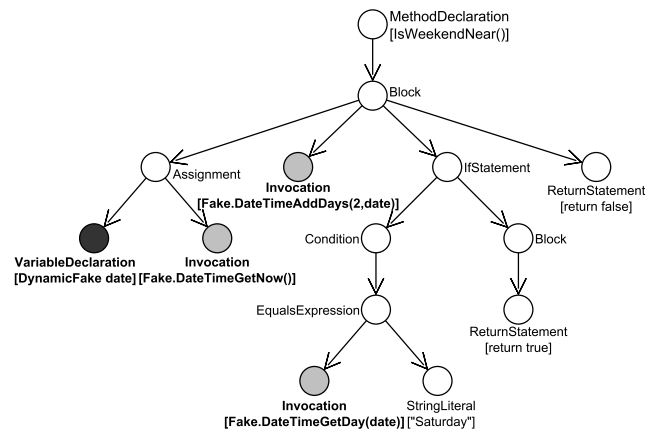 MethodDeclaration
[IsWeekendNear()]
Block
Assignment
Invocation
[Fake.DateTimeAddDays(2,date)]
IfStatement
ReturnStatement
[return false]
VariableDeclaration
[DynamicFake date]
Invocation
[Fake.DateTimeGetNow()]
Condition
Block
EqualsExpression
ReturnStatement
[return true]
Invocation
[Fake.DateTimeGetDay(date)]
StringLiteral
["Saturday"]